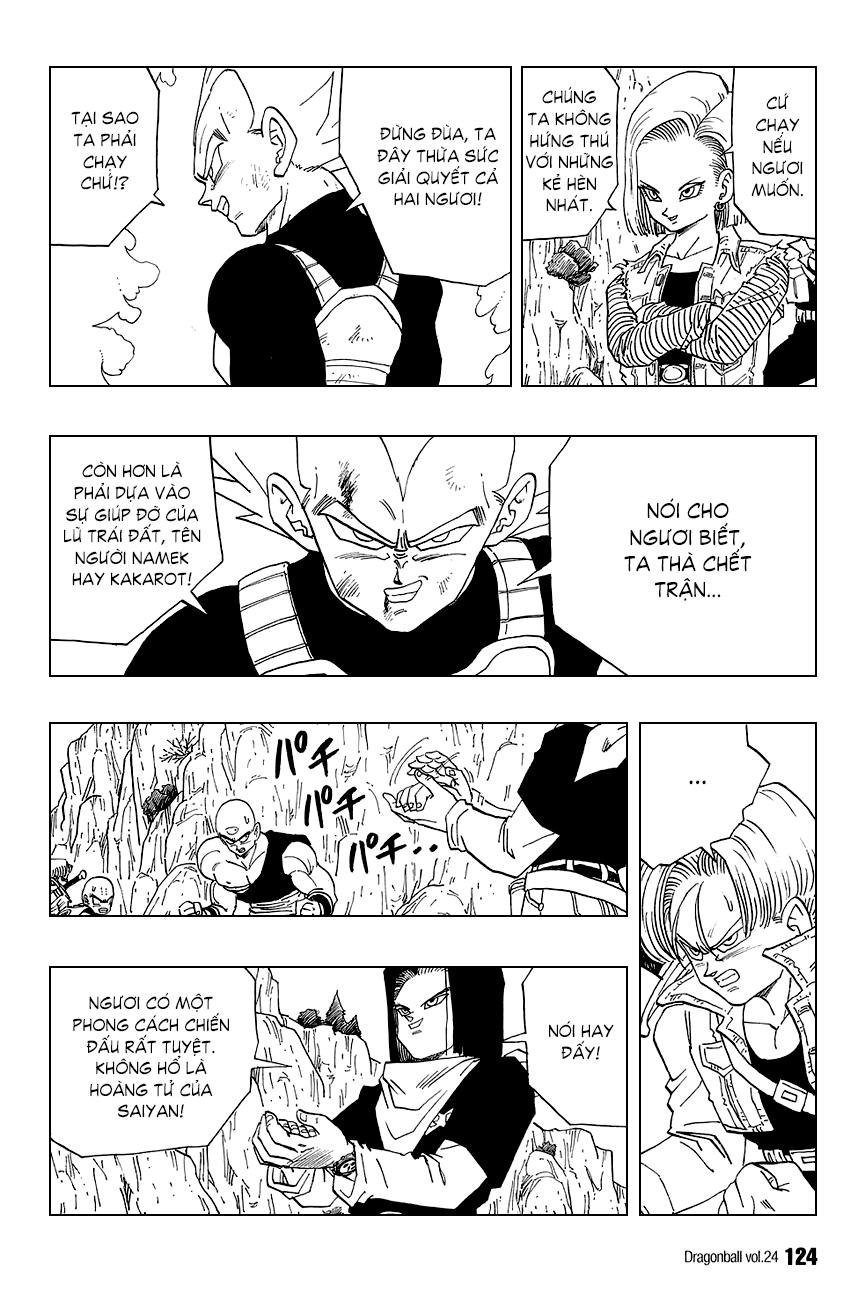 CỨ
CHẠY
NẾU
NGƯƠI
MUỐN.
CHÚNG
TA KHÔNG
HỨNG THÚ
VỚI NHỮNG
KẺ HÈN
NHÁT.
ĐỪNG ĐÙA, TA
ĐÂY THỪA SỨC
GIẢI QUYẾT CẢ
HAI NGƯƠI!
TẠI SAO
TA PHẢI
CHẠY
CHỨ!?
NÓI CHO
NGƯƠI BIẾT,
TA THÀ CHẾT
TRẬN...
CÒN HƠN LÀ
PHẢI DỰA VÀO
SỰ GIÚP ĐỠ CỦA
LŨ TRÁI ĐẤT, TÊN
NGƯỜI NAMEK
HAY KAKAROT!
...
パチ
パチ
パチ..
NÓI HAY
ĐẤY!
NGƯƠI CÓ MỘT
PHONG CÁCH CHIẾN
ĐẤU RẤT TUYỆT.
KHÔNG HỔ LÀ
HOÀNG TỬ CỦA
SAIYAN!
Dragonball vol.24 124